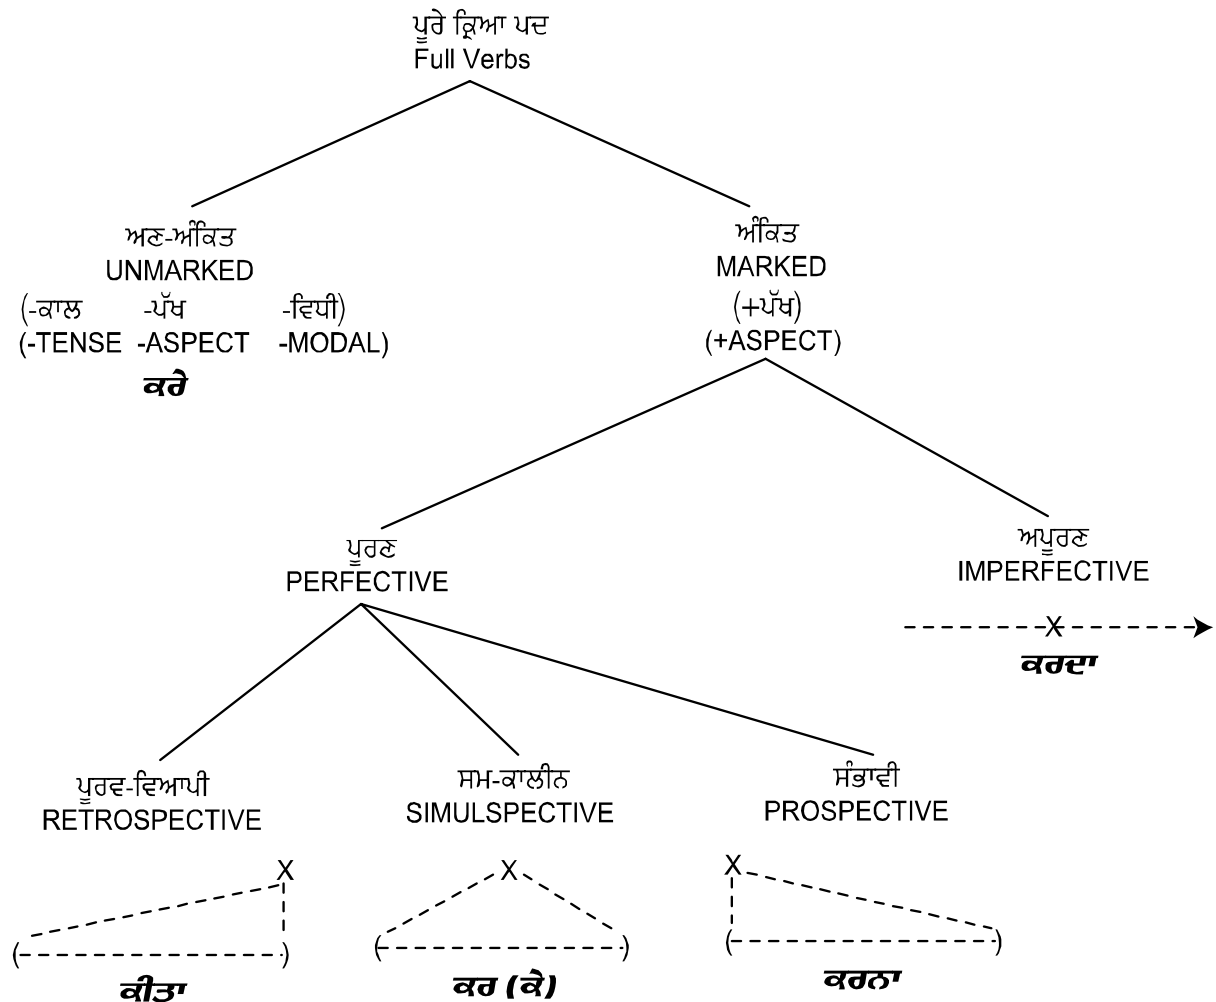 ਪੂਰੇ ਕ੍ਰਿਆ ਪਦ
Full Verbs
ਅਣ-ਅੰਕਿਤ
UNMARKED
(-ਕਾਲ -ਪੱਖ -ਵਿਧੀ)
(-TENSE -ASPECT -MODAL)
ਕਰੇ
ਅੰਕਿਤ
MARKED
(+ਪੱਖ)
(+ASPECT)
ਪੂਰਣ
PERFECTIVE
ਅਪੂਰਣ
IMPERFECTIVE
X
ਕਰਦਾ
ਪੂਰਵ-ਵਿਆਪੀ
RETROSPECTIVE
X
ਕੀਤਾ
ਸਮ-ਕਾਲੀਨ
SIMULSPECTIVE
X
ਕਰ (ਕੇ)
ਸੰਭਾਵੀ
PROSPECTIVE
X
ਕਰਨਾ